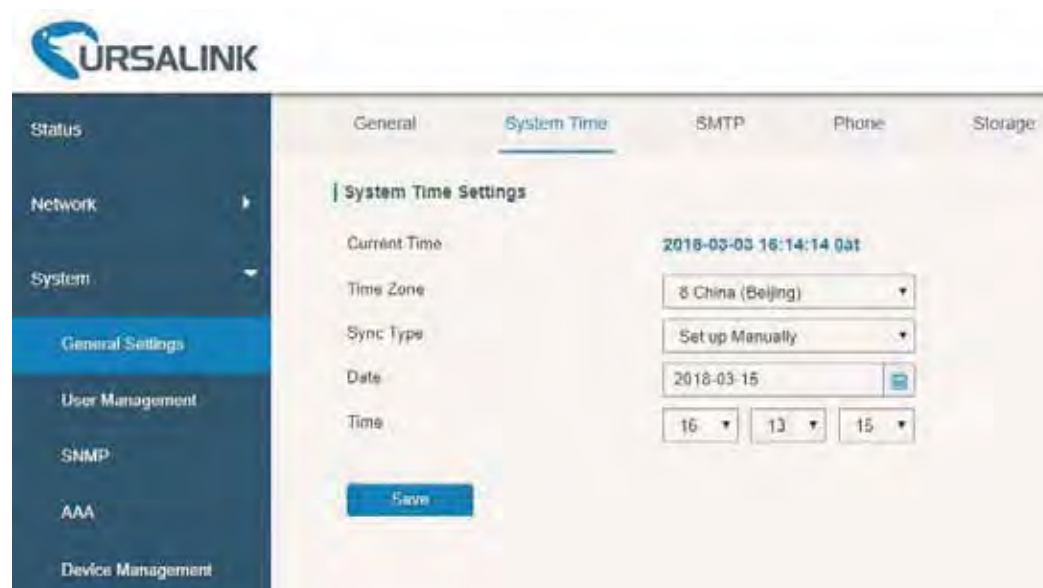 URSALINK
Status
Network
System
General Settings
User Management
SNMP
AAA
Device Management
General System Time SMTP Phone Storage
System Time Settings
Current Time 2018-03-03 16:14:14 Sat
Time Zone 8 China (Beijing)
Sync Type Set up Manually
Date 2018-03-15
Time 16 13 15
Save